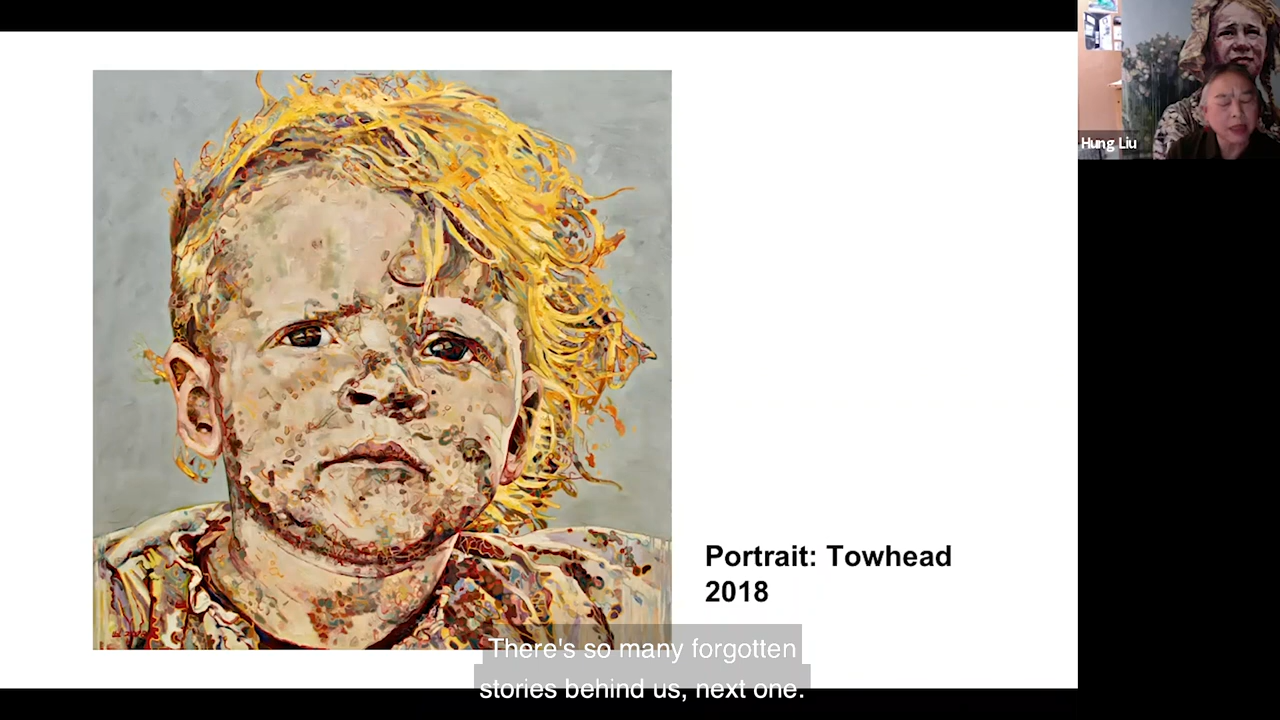 Hung Liu
Portrait: Towhead
2018
There's so many forgotten
stories behind us, next one.